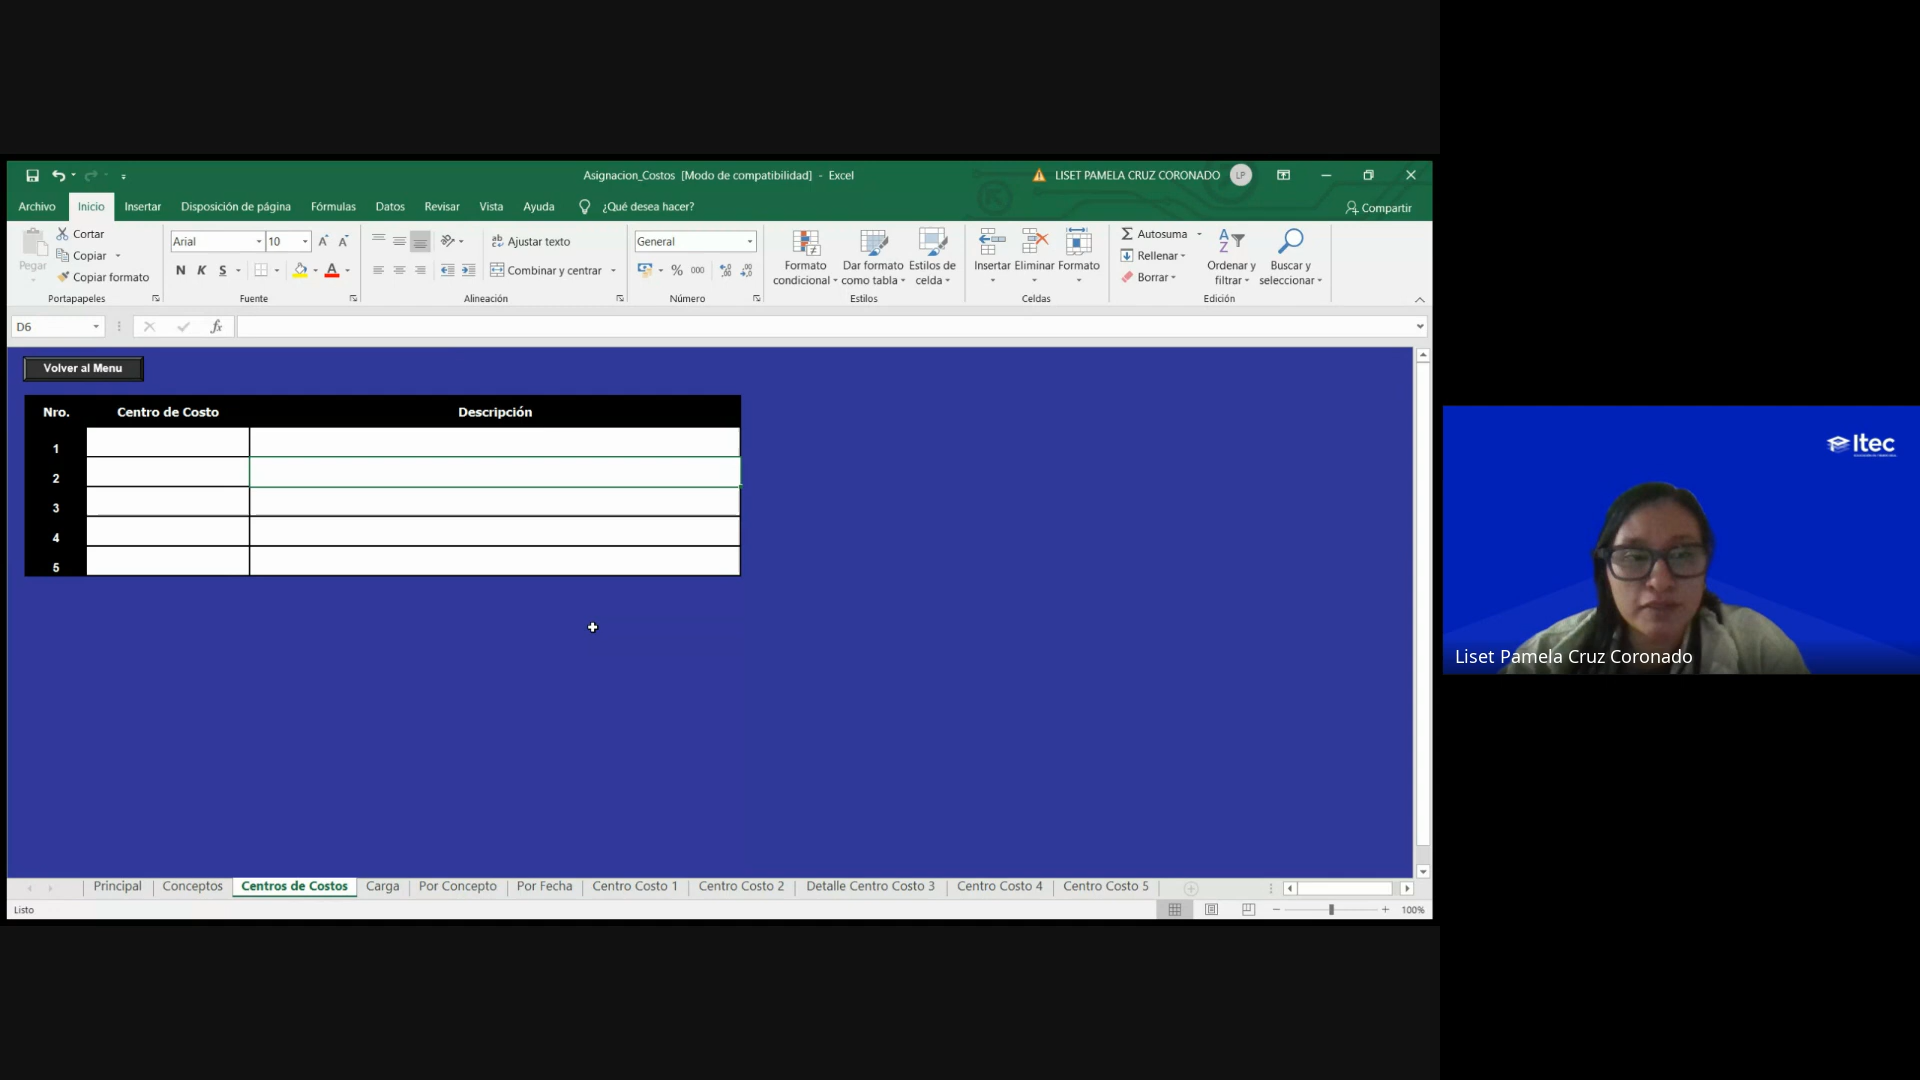 Asignacion_Costos [Modo de compatibilidad] - Excel
LISET PAMELA CRUZ CORONADO
LP
Archivo
Inicio
Insertar
Disposición de página
Fórmulas
Datos
Revisar
Vista
Ayuda
¿Qué desea hacer?
Compartir
Pegar
Cortar
Copiar
Copiar formato
Portapapeles
Arial
10
N K S
Fuente
Ajustar texto
Combinar y centrar
Alineación
General
% 000
Número
Formato
condicional
Dar formato
como tabla
Estilos de
celda
Estilos
Insertar
Eliminar
Formato
Celdas
Autosuma
Rellenar
Borrar
Ordenar y
filtrar
Buscar y
seleccionar
Edición
D6
fx
Volver al Menu
Nro. Centro de Costo Descripción
1
2
3
4
5
Principal
Conceptos
Centros de Costos
Carga
Por Concepto
Por Fecha
Centro Costo 1
Centro Costo 2
Detalle Centro Costo 3
Centro Costo 4
Centro Costo 5
Listo
100%
Itec
Liset Pamela Cruz Coronado